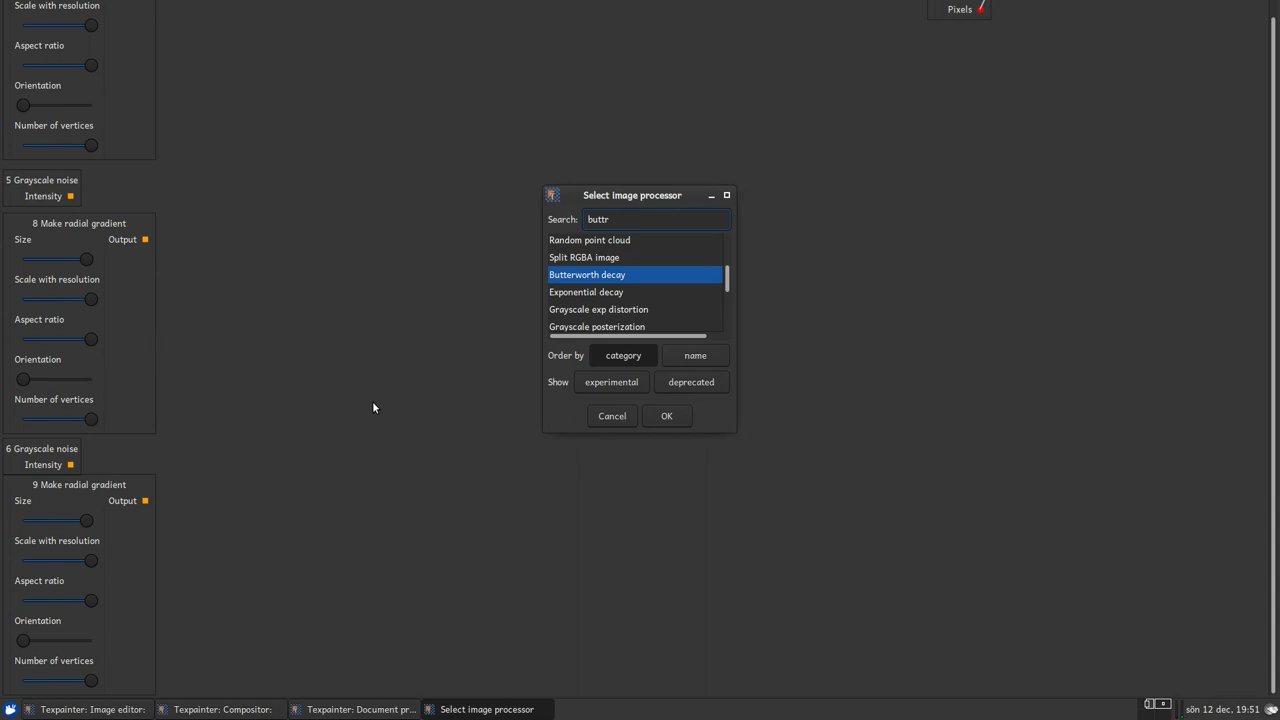 Scale with resolution
Aspect ratio
Orientation
Number of vertices
5 Grayscale noise
Intensity
8 Make radial gradient
Size
Output
Scale with resolution
Aspect ratio
Orientation
Number of vertices
6 Grayscale noise
Intensity
9 Make radial gradient
Size
Output
Scale with resolution
Aspect ratio
Orientation
Number of vertices
Pixels
Select image processor
Search: buttr
Random point cloud
Split RGBA image
Butterworth decay
Exponential decay
Grayscale exp distortion
Grayscale posterization
Order by category name
Show experimental deprecated
Cancel OK
Texpainter: Image editor:
Texpainter: Compositor:
Texpainter: Document pr...
Select image processor
sön 12 dec, 19:51